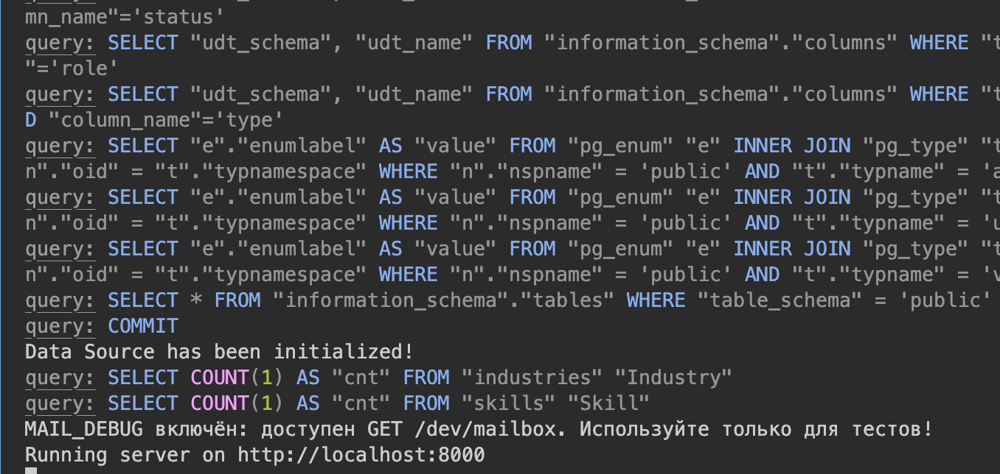 mn_name"='status'
query: SELECT "udt_schema", "udt_name" FROM "information_schema"."columns" WHERE "t
"='role'
query: SELECT "udt_schema", "udt_name" FROM "information_schema"."columns" WHERE "t
D "column_name"='type'
query: SELECT "e"."enumlabel" AS "value" FROM "pg_enum" "e" INNER JOIN "pg_type" "t
n"."oid" = "t"."typnamespace" WHERE "n"."nspname" = 'public' AND "t"."typname" = 'a
query: SELECT "e"."enumlabel" AS "value" FROM "pg_enum" "e" INNER JOIN "pg_type" "t
n"."oid" = "t"."typnamespace" WHERE "n"."nspname" = 'public' AND "t"."typname" = 'u
query: SELECT "e"."enumlabel" AS "value" FROM "pg_enum" "e" INNER JOIN "pg_type" "t
n"."oid" = "t"."typnamespace" WHERE "n"."nspname" = 'public' AND "t"."typname" = 'v
query: SELECT * FROM "information_schema"."tables" WHERE "table_schema" = 'public'
query: COMMIT
Data Source has been initialized!
query: SELECT COUNT(1) AS "cnt" FROM "industries" "Industry"
query: SELECT COUNT(1) AS "cnt" FROM "skills" "Skill"
MAIL_DEBUG включён: доступен GET /dev/mailbox. Используйте только для тестов!
Running server on http://localhost:8000